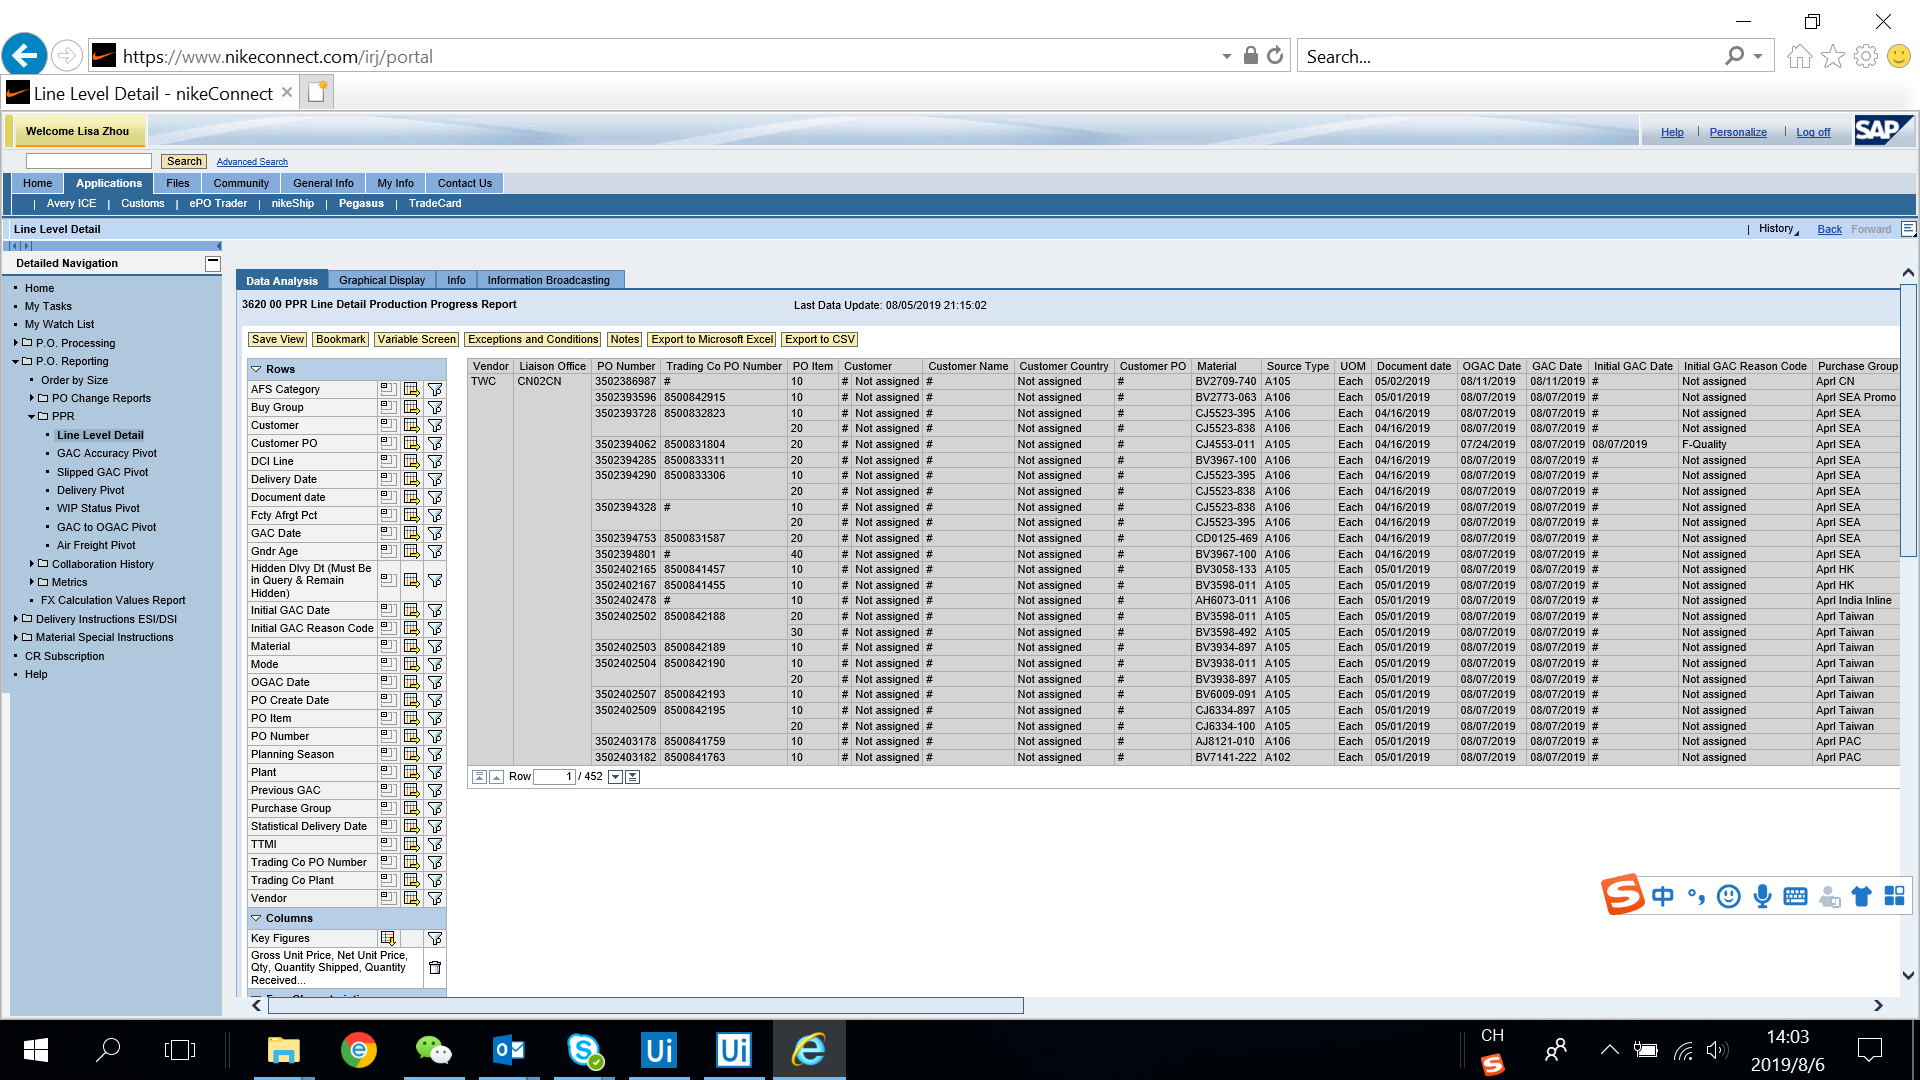 https://www.nikeconnect.com/irj/portal
Search...
Line Level Detail - nikeConnect
Welcome Lisa Zhou
Help | Personalize | Log off
SAP
Search Advanced Search
Home Applications Files Community General Info My Info Contact Us
| Avery ICE | Customs | ePO Trader | nikeShip | Pegasus | TradeCard
Line Level Detail
| History Back Forward
Detailed Navigation
Home
My Tasks
My Watch List
P.O. Processing
P.O. Reporting
Order by Size
PO Change Reports
PPR
Line Level Detail
GAC Accuracy Pivot
Slipped GAC Pivot
Delivery Pivot
WIP Status Pivot
GAC to OGAC Pivot
Air Freight Pivot
Collaboration History
Metrics
FX Calculation Values Report
Delivery Instructions ESI/DSI
Material Special Instructions
CR Subscription
Help
Data Analysis Graphical Display Info Information Broadcasting
3620 00 PPR Line Detail Production Progress Report
Last Data Update: 08/05/2019 21:15:02
Save View Bookmark Variable Screen Exceptions and Conditions Notes Export to Microsoft Excel Export to CSV
Rows
AFS Category
Buy Group
Customer
Customer PO
DCI Line
Delivery Date
Document date
Fcty Afrgt Pct
GAC Date
Gndr Age
Hidden Dlvy Dt (Must Be
in Query & Remain
Hidden)
Initial GAC Date
Initial GAC Reason Code
Material
Mode
OGAC Date
PO Create Date
PO Item
PO Number
Planning Season
Plant
Previous GAC
Purchase Group
Statistical Delivery Date
TTMI
Trading Co PO Number
Trading Co Plant
Vendor
Columns
Key Figures
Gross Unit Price, Net Unit Price,
Qty, Quantity Shipped, Quantity
Received...
Vendor Liaison Office PO Number Trading Co PO Number PO Item Customer Customer Name Customer Country Customer PO Material Source Type UOM Document date OGAC Date GAC Date Initial GAC Date Initial GAC Reason Code Purchase Group
TWC CN02CN 3502386987 # 10 # Not assigned # Not assigned # BV2709-740 A105 Each 05/02/2019 08/11/2019 08/11/2019 # Not assigned Aprl CN
3502393596 8500842915 10 # Not assigned # Not assigned # BV2773-063 A106 Each 05/01/2019 08/07/2019 08/07/2019 # Not assigned Aprl SEA Promo
3502393728 8500832823 10 # Not assigned # Not assigned # CJ5523-395 A106 Each 04/16/2019 08/07/2019 08/07/2019 # Not assigned Aprl SEA
20 # Not assigned # Not assigned # CJ5523-838 A106 Each 04/16/2019 08/07/2019 08/07/2019 # Not assigned Aprl SEA
3502394062 8500831804 20 # Not assigned # Not assigned # CJ4553-011 A105 Each 04/16/2019 07/24/2019 08/07/2019 08/07/2019 F-Quality Aprl SEA
3502394285 8500833311 20 # Not assigned # Not assigned # BV3967-100 A106 Each 04/16/2019 08/07/2019 08/07/2019 # Not assigned Aprl SEA
3502394290 8500833306 10 # Not assigned # Not assigned # CJ5523-395 A106 Each 04/16/2019 08/07/2019 08/07/2019 # Not assigned Aprl SEA
20 # Not assigned # Not assigned # CJ5523-838 A106 Each 04/16/2019 08/07/2019 08/07/2019 # Not assigned Aprl SEA
3502394328 # 10 # Not assigned # Not assigned # CJ5523-838 A106 Each 04/16/2019 08/07/2019 08/07/2019 # Not assigned Aprl SEA
20 # Not assigned # Not assigned # CJ5523-395 A106 Each 04/16/2019 08/07/2019 08/07/2019 # Not assigned Aprl SEA
3502394753 8500831587 20 # Not assigned # Not assigned # CD0125-469 A106 Each 04/16/2019 08/07/2019 08/07/2019 # Not assigned Aprl SEA
3502394801 # 40 # Not assigned # Not assigned # BV3967-100 A106 Each 04/16/2019 08/07/2019 08/07/2019 # Not assigned Aprl SEA
3502402165 8500841457 10 # Not assigned # Not assigned # BV3058-133 A105 Each 05/01/2019 08/07/2019 08/07/2019 # Not assigned Aprl HK
3502402167 8500841455 10 # Not assigned # Not assigned # BV3598-011 A105 Each 05/01/2019 08/07/2019 08/07/2019 # Not assigned Aprl HK
3502402478 # 10 # Not assigned # Not assigned # AH6073-011 A106 Each 05/01/2019 08/07/2019 08/07/2019 # Not assigned Aprl India Inline
3502402502 8500842188 20 # Not assigned # Not assigned # BV3598-011 A105 Each 05/01/2019 08/07/2019 08/07/2019 # Not assigned Aprl Taiwan
30 # Not assigned # Not assigned # BV3598-492 A105 Each 05/01/2019 08/07/2019 08/07/2019 # Not assigned Aprl Taiwan
3502402503 8500842189 10 # Not assigned # Not assigned # BV3934-897 A105 Each 05/01/2019 08/07/2019 08/07/2019 # Not assigned Aprl Taiwan
3502402504 8500842190 10 # Not assigned # Not assigned # BV3938-011 A105 Each 05/01/2019 08/07/2019 08/07/2019 # Not assigned Aprl Taiwan
20 # Not assigned # Not assigned # BV3938-897 A105 Each 05/01/2019 08/07/2019 08/07/2019 # Not assigned Aprl Taiwan
3502402507 8500842193 10 # Not assigned # Not assigned # BV6009-091 A105 Each 05/01/2019 08/07/2019 08/07/2019 # Not assigned Aprl Taiwan
3502402509 8500842195 10 # Not assigned # Not assigned # CJ6334-897 A105 Each 05/01/2019 08/07/2019 08/07/2019 # Not assigned Aprl Taiwan
20 # Not assigned # Not assigned # CJ6334-100 A105 Each 05/01/2019 08/07/2019 08/07/2019 # Not assigned Aprl Taiwan
3502403178 8500841759 10 # Not assigned # Not assigned # AJ8121-010 A106 Each 05/01/2019 08/07/2019 08/07/2019 # Not assigned Aprl PAC
3502403182 8500841763 10 # Not assigned # Not assigned # BV7141-222 A102 Each 05/01/2019 08/07/2019 08/07/2019 # Not assigned Aprl PAC
Row 1 / 452
中
CH
14:03
2019/8/6